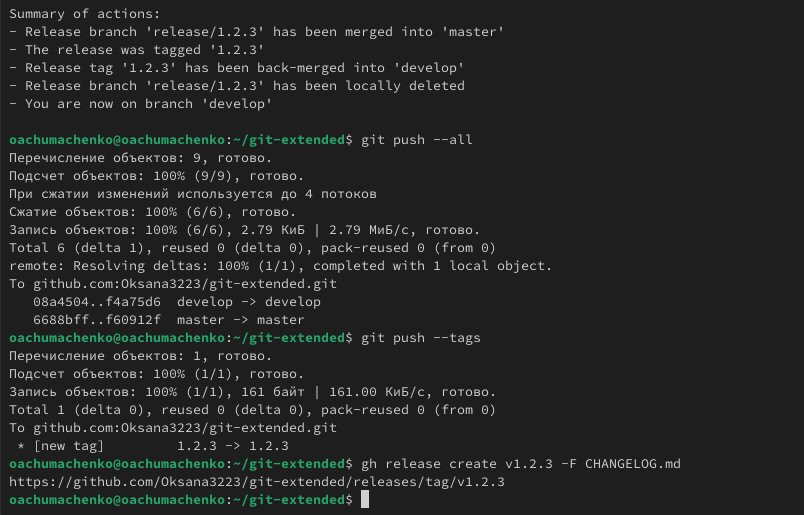 Summary of actions:
- Release branch 'release/1.2.3' has been merged into 'master'
- The release was tagged '1.2.3'
- Release tag '1.2.3' has been back-merged into 'develop'
- Release branch 'release/1.2.3' has been locally deleted
- You are now on branch 'develop'
oachumachenko@oachumachenko:~/git-extended$ git push --all
Перечисление объектов: 9, готово.
Подсчет объектов: 100% (9/9), готово.
При сжатии изменений используется до 4 потоков
Сжатие объектов: 100% (6/6), готово.
Запись объектов: 100% (6/6), 2.79 КиБ | 2.79 МиБ/с, готово.
Total 6 (delta 1), reused 0 (delta 0), pack-reused 0 (from 0)
remote: Resolving deltas: 100% (1/1), completed with 1 local object.
To github.com:Oksana3223/git-extended.git
   08a4504..f4a75d6  develop -> develop
   6688bff..f60912f  master -> master
oachumachenko@oachumachenko:~/git-extended$ git push --tags
Перечисление объектов: 1, готово.
Подсчет объектов: 100% (1/1), готово.
Запись объектов: 100% (1/1), 161 байт | 161.00 КиБ/с, готово.
Total 1 (delta 0), reused 0 (delta 0), pack-reused 0 (from 0)
To github.com:Oksana3223/git-extended.git
 * [new tag]         1.2.3 -> 1.2.3
oachumachenko@oachumachenko:~/git-extended$ gh release create v1.2.3 -F CHANGELOG.md
https://github.com/Oksana3223/git-extended/releases/tag/v1.2.3
oachumachenko@oachumachenko:~/git-extended$